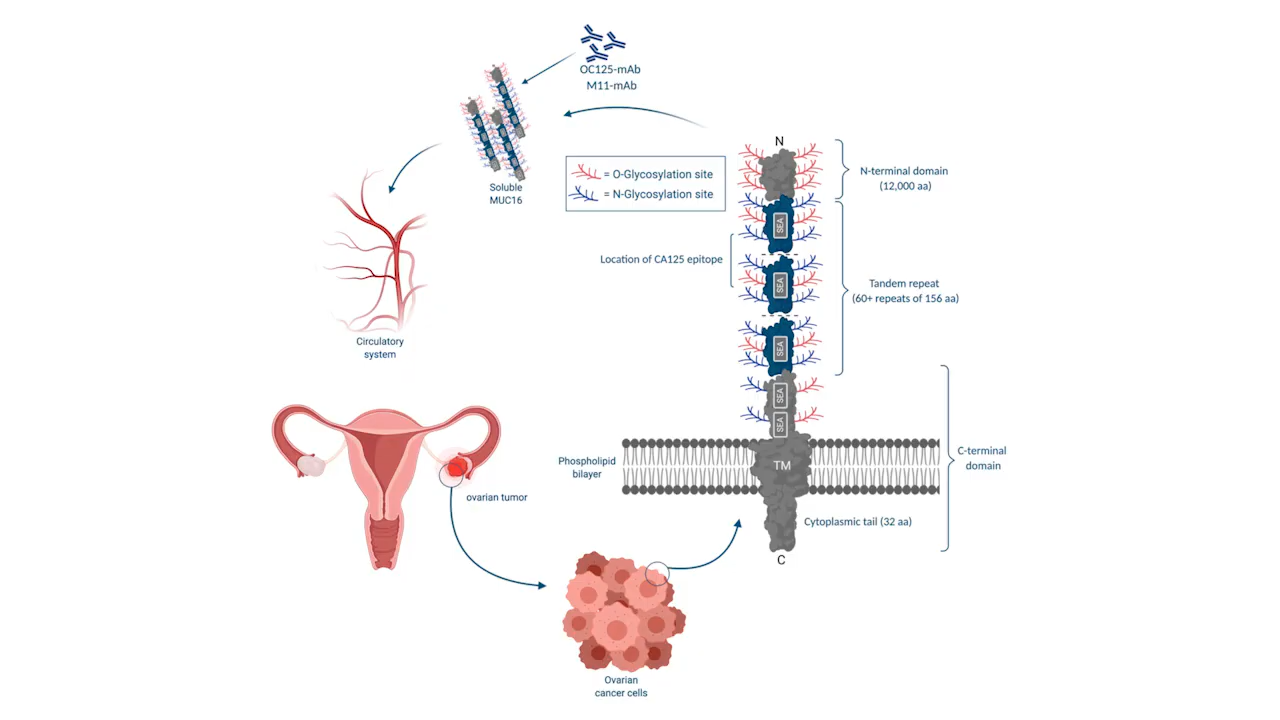 OC125-mAb
M11-mAb
Soluble
MUC16
= O-Glycosylation site
= N-Glycosylation site
N
N-terminal domain
(12,000 aa)
SEA
Location of CA125 epitope
SEA
Tandem repeat
(60+ repeats of 156 aa)
SEA
Circulatory
system
SEA
SEA
Phospholipid
bilayer
TM
C-terminal
domain
ovarian tumor
Cytoplasmic tail (32 aa)
C
Ovarian
cancer cells